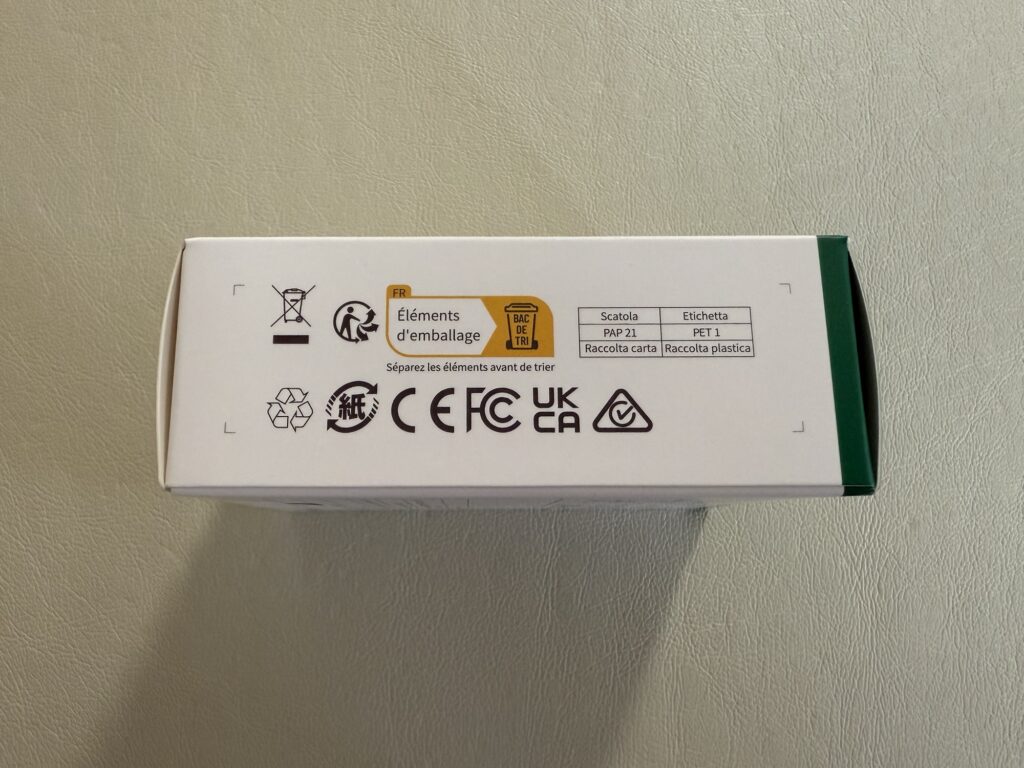 FR
Éléments
d'emballage
BAC
DE
TRI
Séparez les éléments avant de trier
Scatola Etichetta
PAP 21 PET 1
Raccolta carta Raccolta plastica
紙 CE FC UK
CA